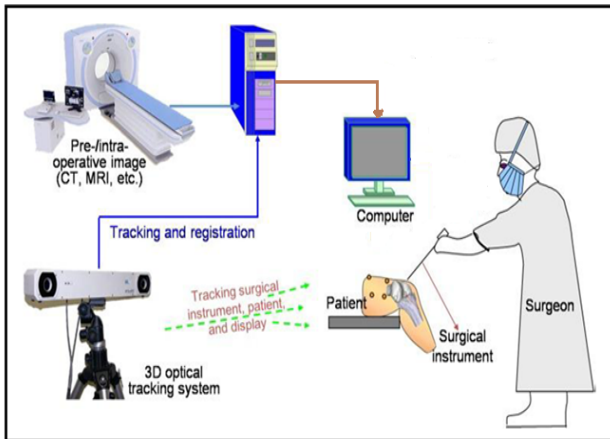 Pre-/intra-
operative image
(CT, MRI, etc.)
Computer
Tracking and registration
Tracking surgical
instrument, patient,
and display
Patient
Surgeon
Surgical
instrument
3D optical
tracking system